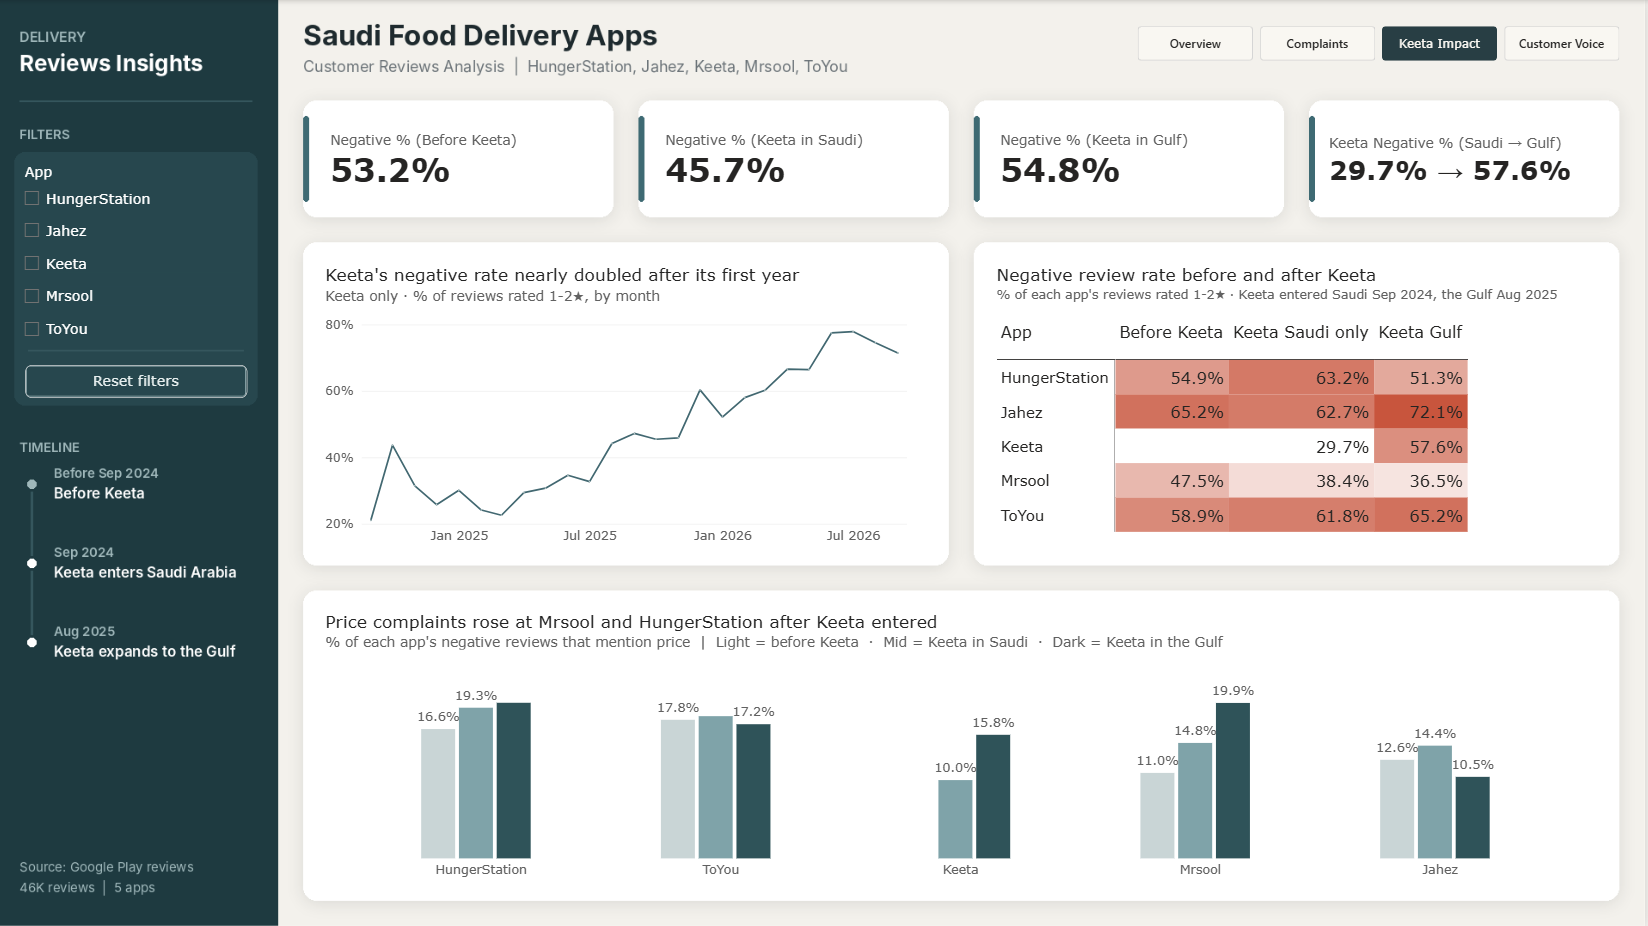 DELIVERY
Reviews Insights
FILTERS
App
HungerStation
Jahez
Keeta
Mrsool
ToYou
Reset filters
TIMELINE
Before Sep 2024
Before Keeta
Sep 2024
Keeta enters Saudi Arabia
Aug 2025
Keeta expands to the Gulf
Source: Google Play reviews
46K reviews | 5 apps
Saudi Food Delivery Apps
Customer Reviews Analysis | HungerStation, Jahez, Keeta, Mrsool, ToYou
Overview Complaints Keeta Impact Customer Voice
Negative % (Before Keeta)
53.2%
Negative % (Keeta in Saudi)
45.7%
Negative % (Keeta in Gulf)
54.8%
Keeta Negative % (Saudi → Gulf)
29.7% → 57.6%
Keeta's negative rate nearly doubled after its first year
Keeta only · % of reviews rated 1-2★, by month
80%
60%
40%
20%
Jan 2025 Jul 2025 Jan 2026 Jul 2026
Negative review rate before and after Keeta
% of each app's reviews rated 1-2★ · Keeta entered Saudi Sep 2024, the Gulf Aug 2025
App Before Keeta Keeta Saudi only Keeta Gulf
HungerStation 54.9% 63.2% 51.3%
Jahez 65.2% 62.7% 72.1%
Keeta 29.7% 57.6%
Mrsool 47.5% 38.4% 36.5%
ToYou 58.9% 61.8% 65.2%
Price complaints rose at Mrsool and HungerStation after Keeta entered
% of each app's negative reviews that mention price | Light = before Keeta · Mid = Keeta in Saudi · Dark = Keeta in the Gulf
16.6% 19.3%
17.8% 17.2%
10.0% 15.8%
11.0% 14.8% 19.9%
12.6% 14.4% 10.5%
HungerStation ToYou Keeta Mrsool Jahez